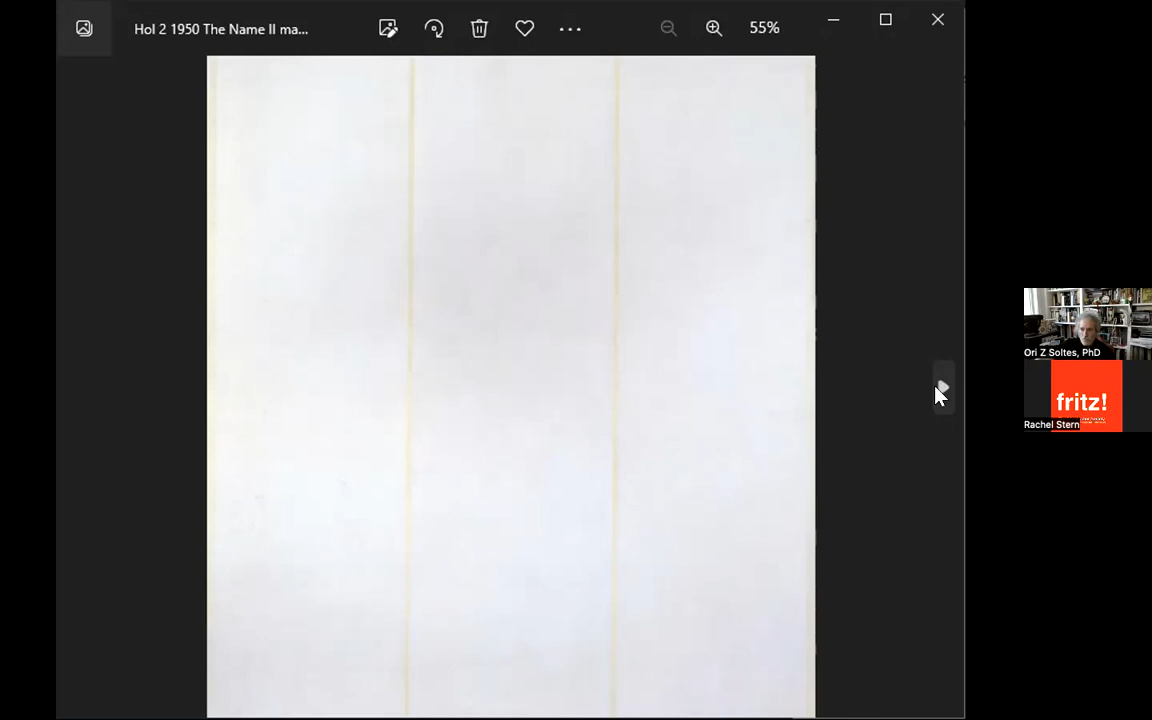 Hol 2 1950 The Name II ma...
55%
Ori Z Soltes, PhD
fritz!
Rachel Stern